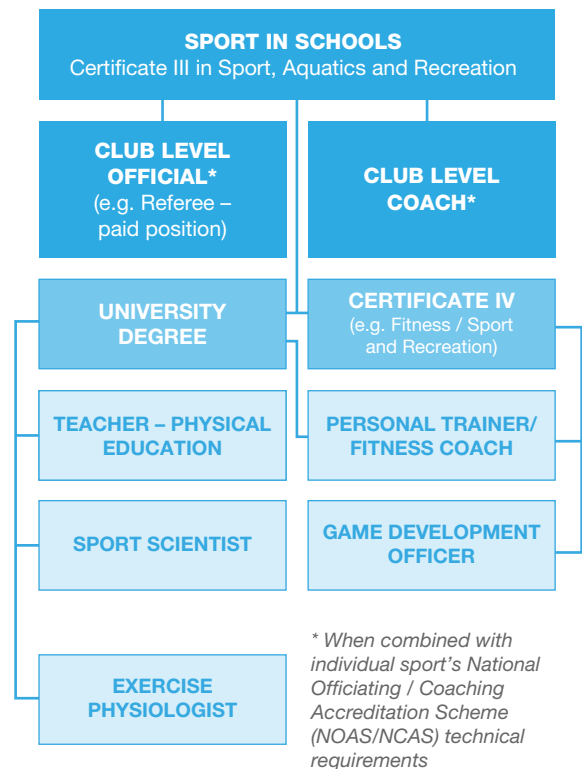 SPORT IN SCHOOLS
Certificate III in Sport, Aquatics and Recreation
CLUB LEVEL
OFFICIAL*
(e.g. Referee –
paid position)
CLUB LEVEL
COACH*
UNIVERSITY
DEGREE
CERTIFICATE IV
(e.g. Fitness / Sport
and Recreation)
TEACHER – PHYSICAL
EDUCATION
PERSONAL TRAINER/
FITNESS COACH
SPORT SCIENTIST
GAME DEVELOPMENT
OFFICER
EXERCISE
PHYSIOLOGIST
* When combined with
individual sport's National
Officiating / Coaching
Accreditation Scheme
(NOAS/NCAS) technical
requirements